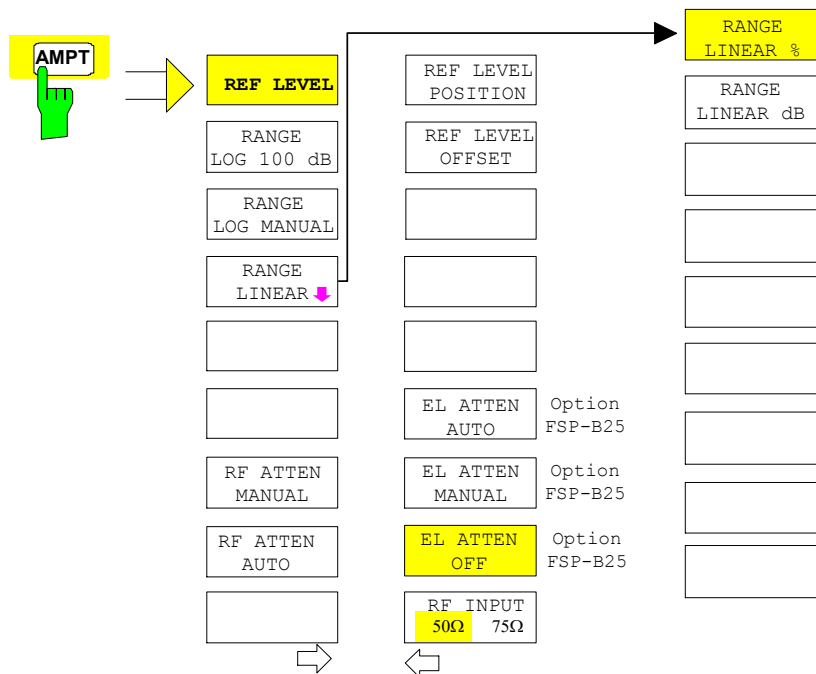 AMPT
REF LEVEL
RANGE
LOG 100 dB
RANGE
LOG MANUAL
RANGE
LINEAR
RF ATTEN
MANUAL
RF ATTEN
AUTO
REF LEVEL
POSITION
REF LEVEL
OFFSET
EL ATTEN
AUTO
Option
FSP-B25
EL ATTEN
MANUAL
Option
FSP-B25
EL ATTEN
OFF
Option
FSP-B25
RF INPUT
50Ω 75Ω
RANGE
LINEAR %
RANGE
LINEAR dB